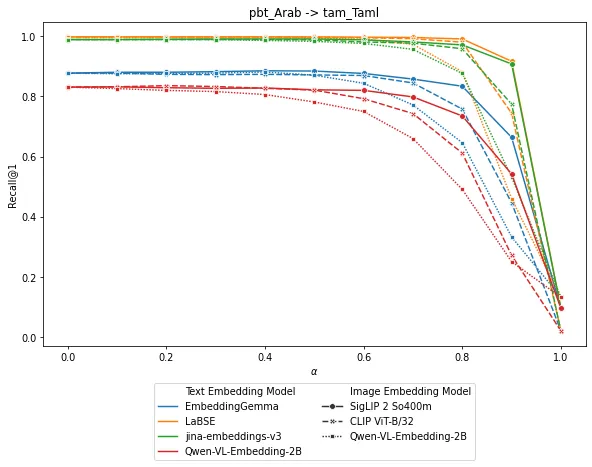 pbt_Arab -> tam_Taml
1.0
0.8
0.6
0.4
0.2
0.0
Recall@1
0.0 0.2 0.4 0.6 0.8 1.0
α
Text Embedding Model Image Embedding Model
EmbeddingGemma SigLIP 2 So400m
LaBSE CLIP ViT-B/32
jina-embeddings-v3 Qwen-VL-Embedding-2B
Qwen-VL-Embedding-2B